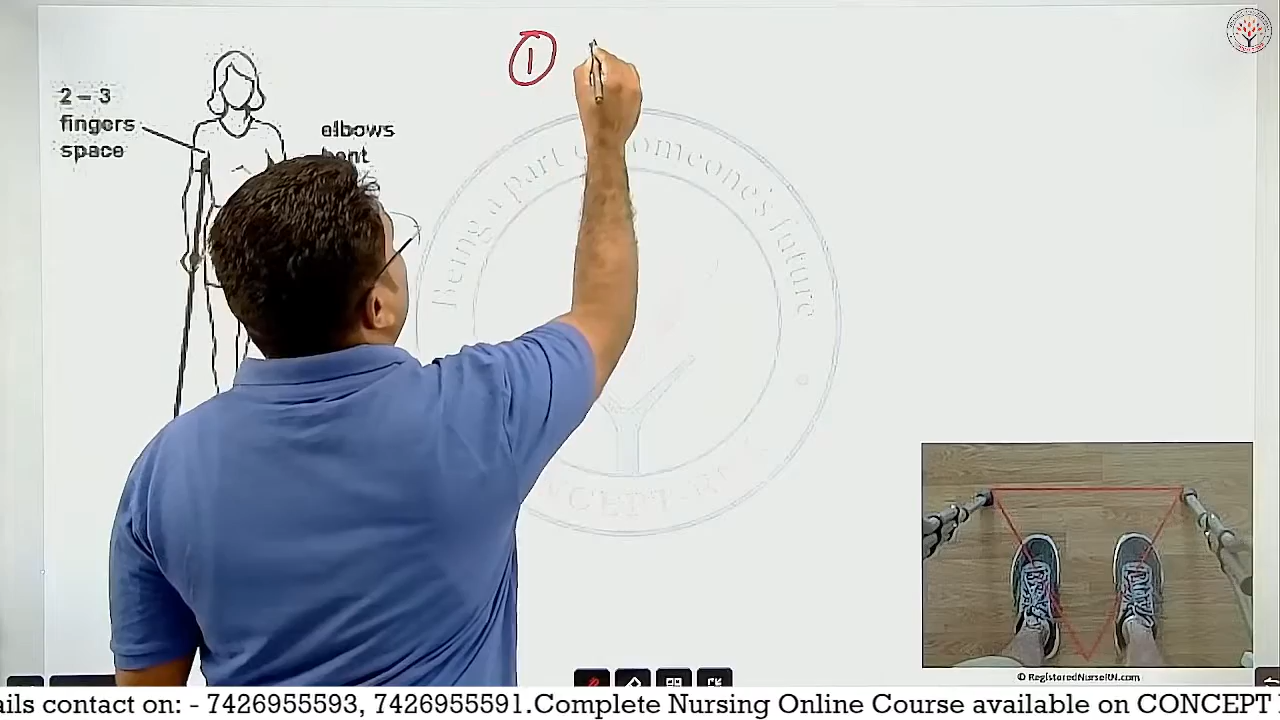 2 – 3
fingers
space
elbows
bent
①
Being a part of someone's future
© RegisteredNurseRN.com
ails contact on: - 7426955593, 7426955591.Complete Nursing Online Course available on CONCEPT